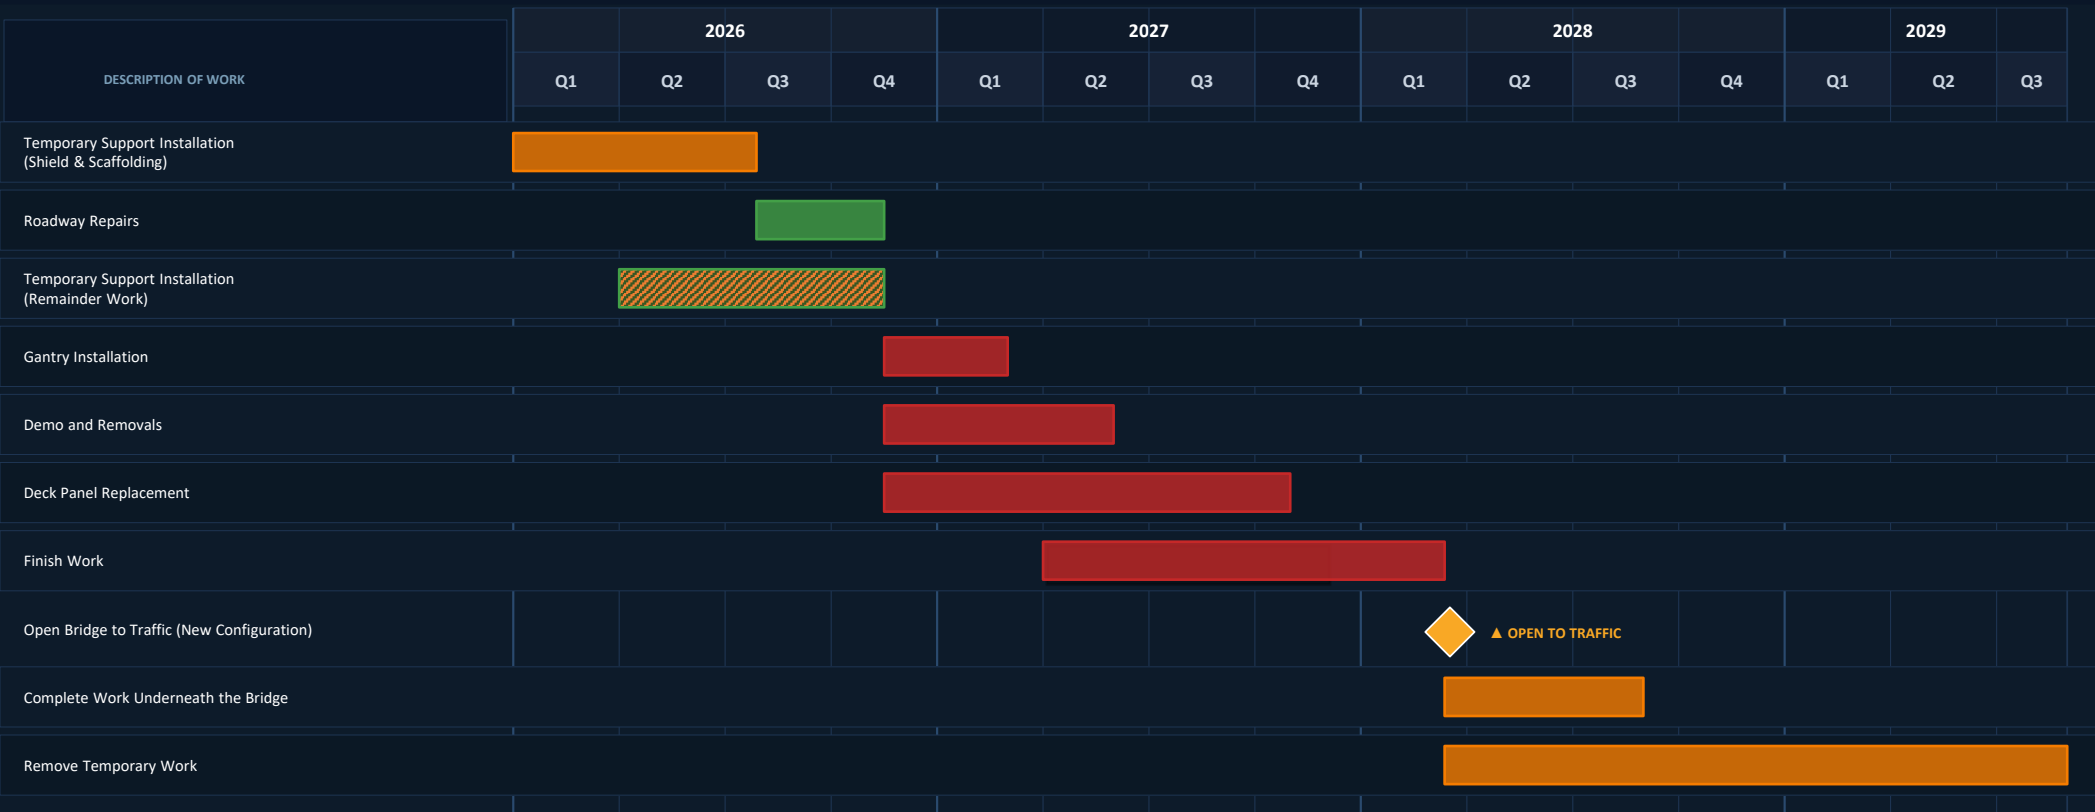 2026 2027 2028 2029
DESCRIPTION OF WORK
Q1 Q2 Q3 Q4 Q1 Q2 Q3 Q4 Q1 Q2 Q3 Q4 Q1 Q2 Q3
Temporary Support Installation
(Shield & Scaffolding)
Roadway Repairs
Temporary Support Installation
(Remainder Work)
Gantry Installation
Demo and Removals
Deck Panel Replacement
Finish Work
Open Bridge to Traffic (New Configuration)
▲ OPEN TO TRAFFIC
Complete Work Underneath the Bridge
Remove Temporary Work